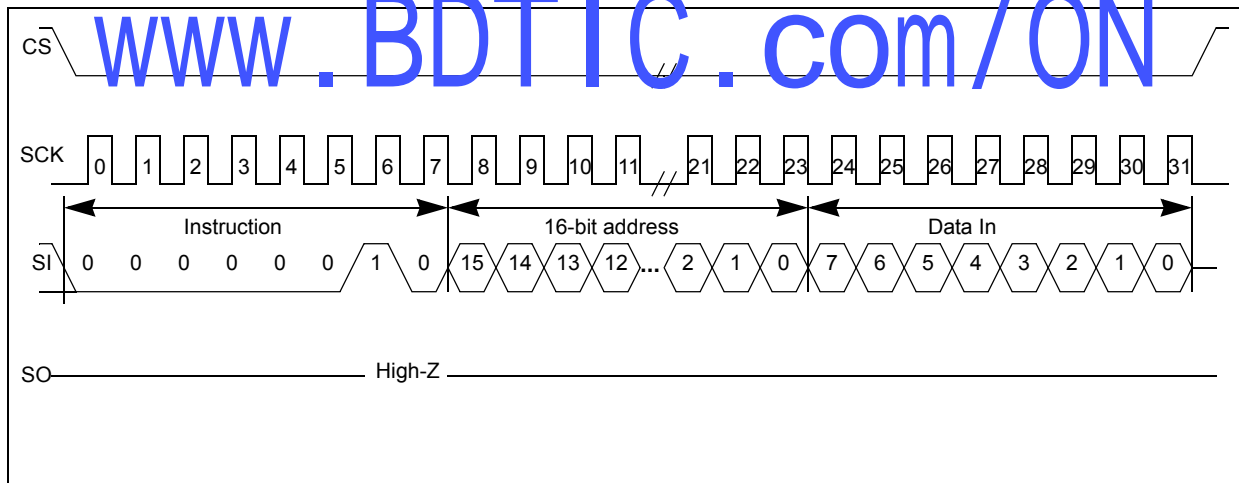 www.BDTIC.com/ON
CS
SCK
0 1 2 3 4 5 6 7 8 9 10 11 21 22 23 24 25 26 27 28 29 30 31
Instruction 16-bit address Data In
SI 0 0 0 0 0 0 1 0 15 14 13 12 ... 2 1 0 7 6 5 4 3 2 1 0
SO High-Z